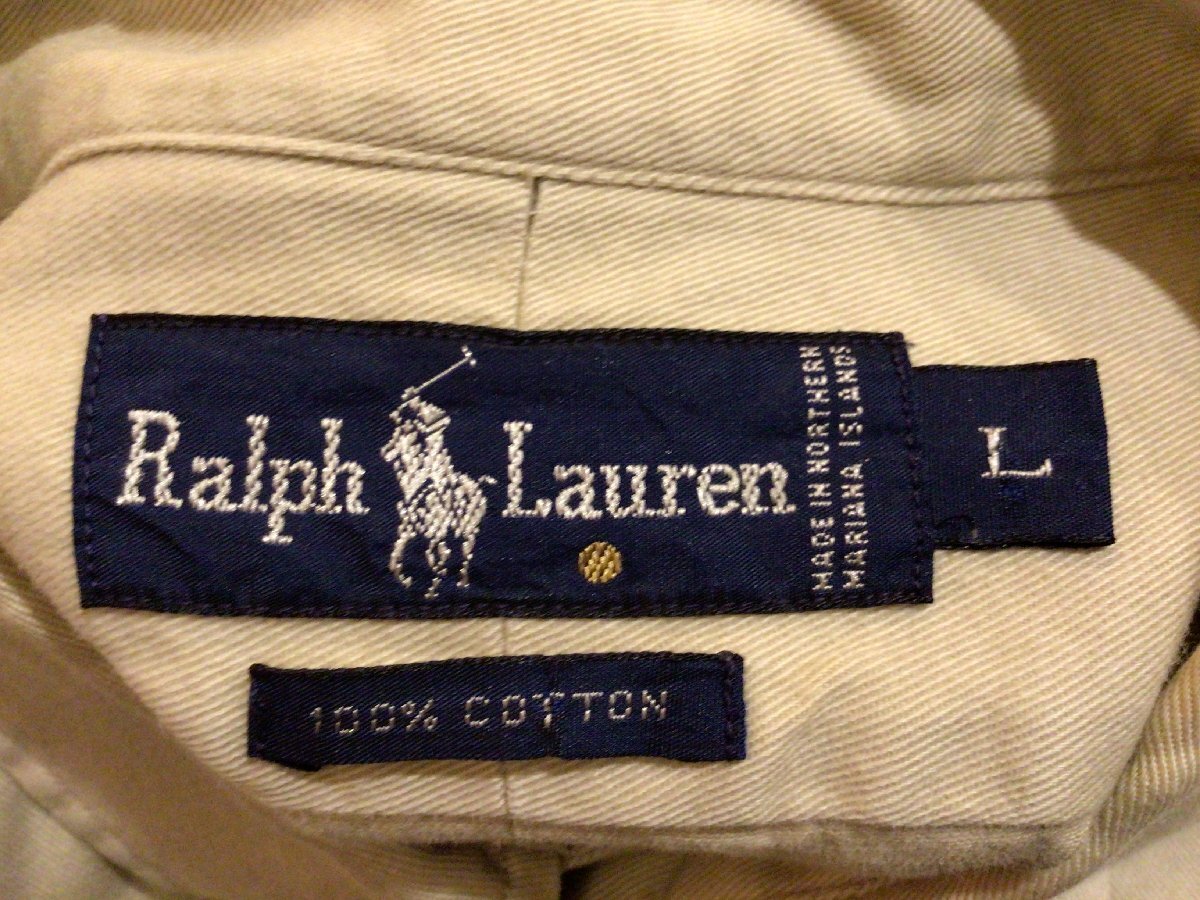 Ralph Lauren
MADE IN NORTHERN
MARIANA ISLANDS
L
100% COTTON